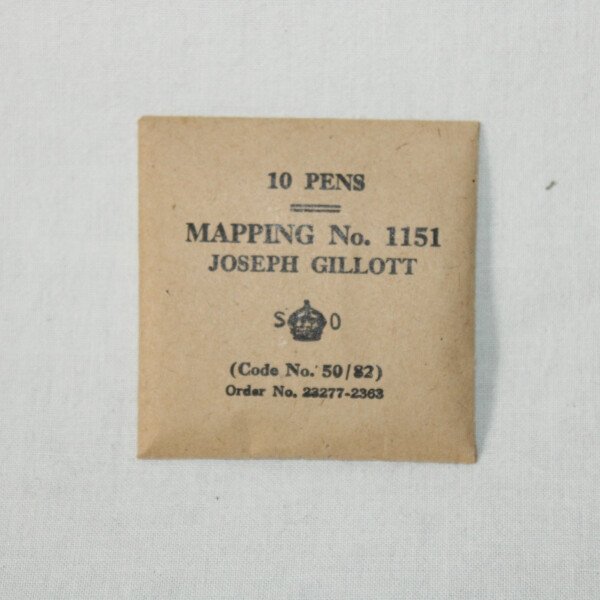 10 PENS
MAPPING No. 1151
JOSEPH GILLOTT
S O
(Code No. 50/82)
Order No. 23277-2363